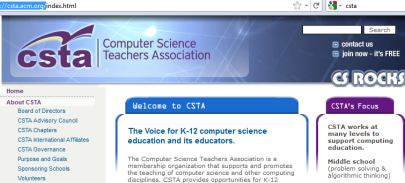 ://csta.acm.org/index.html
csta
Search
csta
Computer Science
Teachers Association
contact us
join now - it's FREE
CS ROCKS
Home
About CSTA
Board of Directors
CSTA Advisory Council
CSTA Chapters
CSTA International Affiliates
CSTA Governance
Purpose and Goals
Sponsoring Schools
Volunteers
Welcome to CSTA
The Voice for K-12 computer science
education and its educators.
The Computer Science Teachers Association is a
membership organization that supports and promotes
the teaching of computer science and other computing
disciplines. CSTA provides opportunities for K-12
CSTA's Focus
CSTA works at
many levels to
support computing
education.
Middle school
(problem solving &
algorithmic thinking)